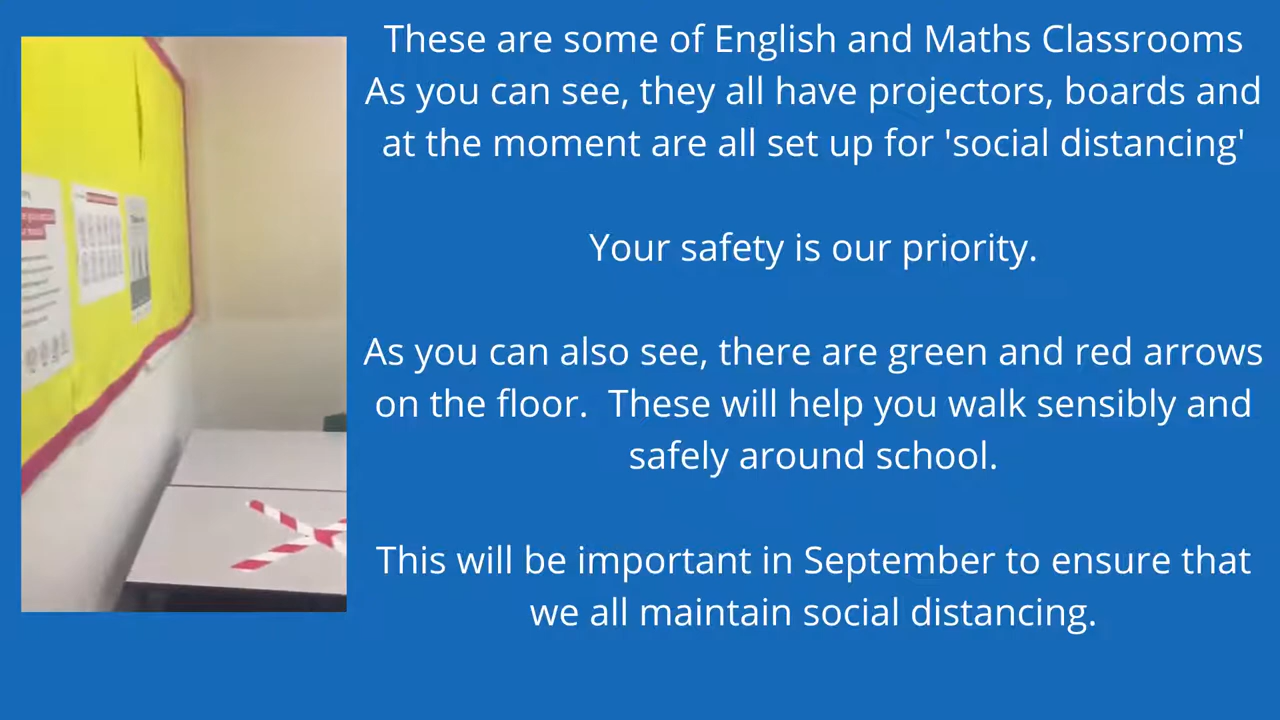 These are some of English and Maths Classrooms
As you can see, they all have projectors, boards and
at the moment are all set up for 'social distancing'
Your safety is our priority.
As you can also see, there are green and red arrows
on the floor.  These will help you walk sensibly and
safely around school.
This will be important in September to ensure that
we all maintain social distancing.